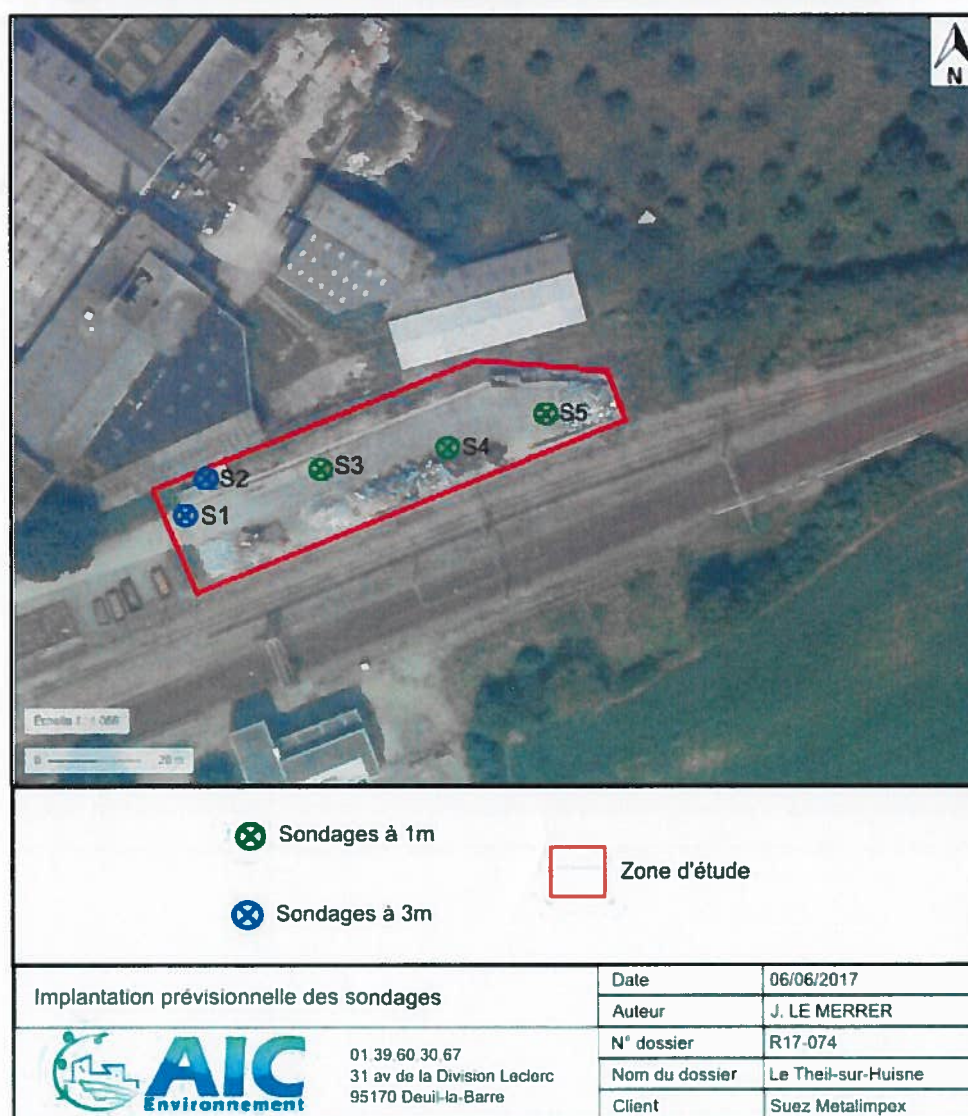 N
S5
S4
S3
S2
S1
20 m
Sondages à 1m
Zone d'étude
Sondages à 3m
Implantation prévisionnelle des sondages
Date 06/06/2017
Auteur J. LE MERRER
N° dossier R17-074
Nom du dossier Le Theil-sur-Huisne
Client Suez Metalimpex
AIC
Environnement
01.39.60.30.67
31 av de la Division Leclerc
95170 Deuil-la-Barre